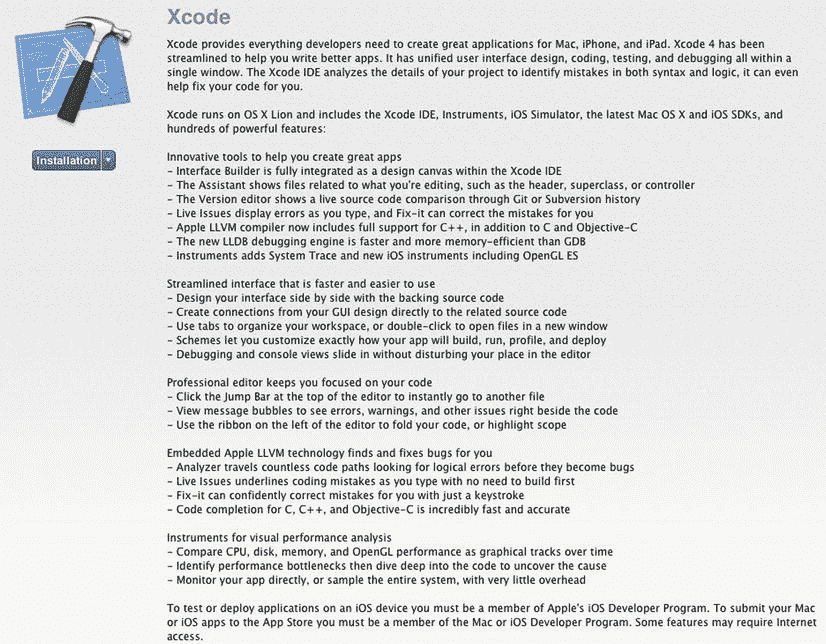 Xcode
Xcode provides everything developers need to create great applications for Mac, iPhone, and iPad. Xcode 4 has been
streamlined to help you write better apps. It has unified user interface design, coding, testing, and debugging all within a
single window. The Xcode IDE analyzes the details of your project to identify mistakes in both syntax and logic, it can even
help fix your code for you.
Xcode runs on OS X Lion and includes the Xcode IDE, Instruments, iOS Simulator, the latest Mac OS X and iOS SDKs, and
hundreds of powerful features:
Installation
Innovative tools to help you create great apps
- Interface Builder is fully integrated as a design canvas within the Xcode IDE
- The Assistant shows files related to what you're editing, such as the header, superclass, or controller
- The Version editor shows a live source code comparison through Git or Subversion history
- Live Issues display errors as you type, and Fix-it can correct the mistakes for you
- Apple LLVM compiler now includes full support for C++, in addition to C and Objective-C
- The new LLDB debugging engine is faster and more memory-efficient than GDB
- Instruments adds System Trace and new iOS instruments including OpenGL ES
Streamlined interface that is faster and easier to use
- Design your interface side by side with the backing source code
- Create connections from your GUI design directly to the related source code
- Use tabs to organize your workspace, or double-click to open files in a new window
- Schemes let you customize exactly how your app will build, run, profile, and deploy
- Debugging and console views slide in without disturbing your place in the editor
Professional editor keeps you focused on your code
- Click the Jump Bar at the top of the editor to instantly go to another file
- View message bubbles to see errors, warnings, and other issues right beside the code
- Use the ribbon on the left of the editor to fold your code, or highlight scope
Embedded Apple LLVM technology finds and fixes bugs for you
- Analyzer travels countless code paths looking for logical errors before they become bugs
- Live Issues underlines coding mistakes as you type with no need to build first
- Fix-it can confidently correct mistakes for you with just a keystroke
- Code completion for C, C++, and Objective-C is incredibly fast and accurate
Instruments for visual performance analysis
- Compare CPU, disk, memory, and OpenGL performance as graphical tracks over time
- Identify performance bottlenecks then dive deep into the code to uncover the cause
- Monitor your app directly, or sample the entire system, with very little overhead
To test or deploy applications on an iOS device you must be a member of Apple's iOS Developer Program. To submit your Mac
or iOS apps to the App Store you must be a member of the Mac or iOS Developer Program. Some features may require Internet
access.